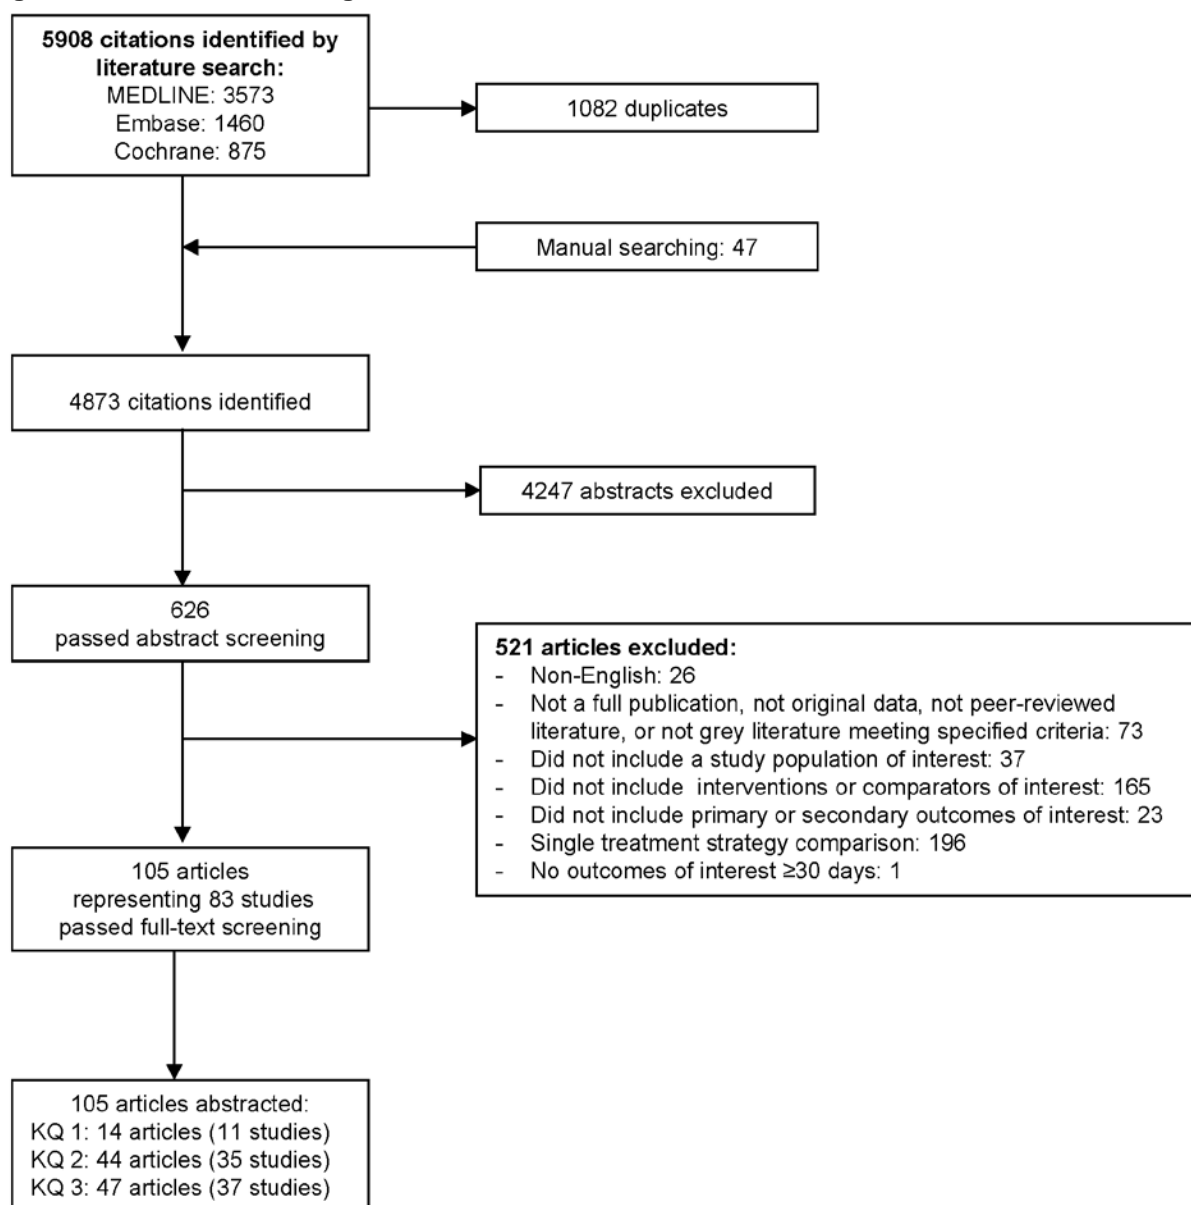 5908 citations identified by
literature search:
MEDLINE: 3573
Embase: 1460
Cochrane: 875
1082 duplicates
Manual searching: 47
4873 citations identified
4247 abstracts excluded
626
passed abstract screening
521 articles excluded:
- Non-English: 26
- Not a full publication, not original data, not peer-reviewed
literature, or not grey literature meeting specified criteria: 73
- Did not include a study population of interest: 37
- Did not include interventions or comparators of interest: 165
- Did not include primary or secondary outcomes of interest: 23
- Single treatment strategy comparison: 196
- No outcomes of interest ≥30 days: 1
105 articles
representing 83 studies
passed full-text screening
105 articles abstracted:
KQ 1: 14 articles (11 studies)
KQ 2: 44 articles (35 studies)
KQ 3: 47 articles (37 studies)